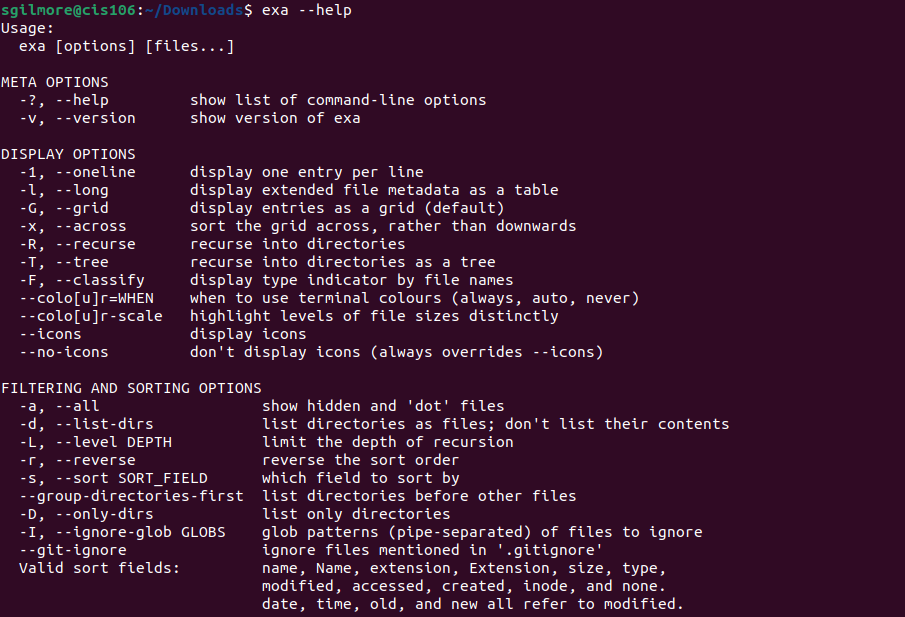 sgilmore@cis106:~/Downloads$ exa --help
Usage:
  exa [options] [files...]

META OPTIONS
  -?, --help         show list of command-line options
  -v, --version      show version of exa

DISPLAY OPTIONS
  -1, --oneline      display one entry per line
  -l, --long         display extended file metadata as a table
  -G, --grid         display entries as a grid (default)
  -x, --across       sort the grid across, rather than downwards
  -R, --recurse      recurse into directories
  -T, --tree         recurse into directories as a tree
  -F, --classify     display type indicator by file names
  --colo[u]r=WHEN    when to use terminal colours (always, auto, never)
  --colo[u]r-scale   highlight levels of file sizes distinctly
  --icons            display icons
  --no-icons         don't display icons (always overrides --icons)

FILTERING AND SORTING OPTIONS
  -a, --all                  show hidden and 'dot' files
  -d, --list-dirs            list directories as files; don't list their contents
  -L, --level DEPTH          limit the depth of recursion
  -r, --reverse              reverse the sort order
  -s, --sort SORT_FIELD      which field to sort by
  --group-directories-first  list directories before other files
  -D, --only-dirs            list only directories
  -I, --ignore-glob GLOBS    glob patterns (pipe-separated) of files to ignore
  --git-ignore               ignore files mentioned in '.gitignore'
  Valid sort fields:         name, Name, extension, Extension, size, type,
                             modified, accessed, created, inode, and none.
                             date, time, old, and new all refer to modified.